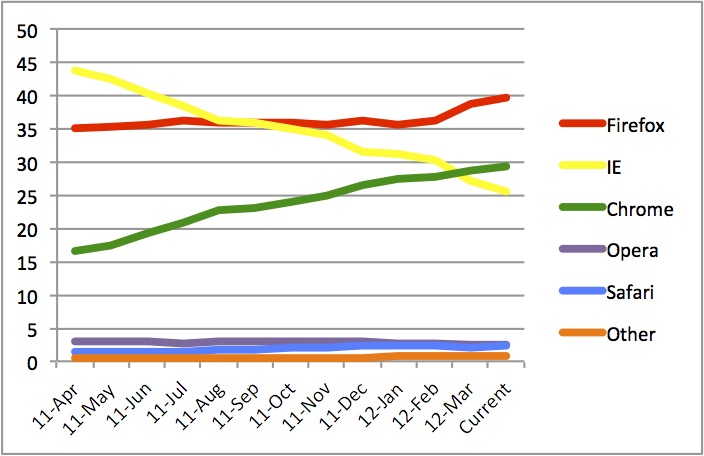 50
45
40
35
30
25
20
15
10
5
0
11-Apr
11-May
11-Jun
11-Jul
11-Aug
11-Sep
11-Oct
11-Nov
11-Dec
12-Jan
12-Feb
12-Mar
Current
Firefox
IE
Chrome
Opera
Safari
Other